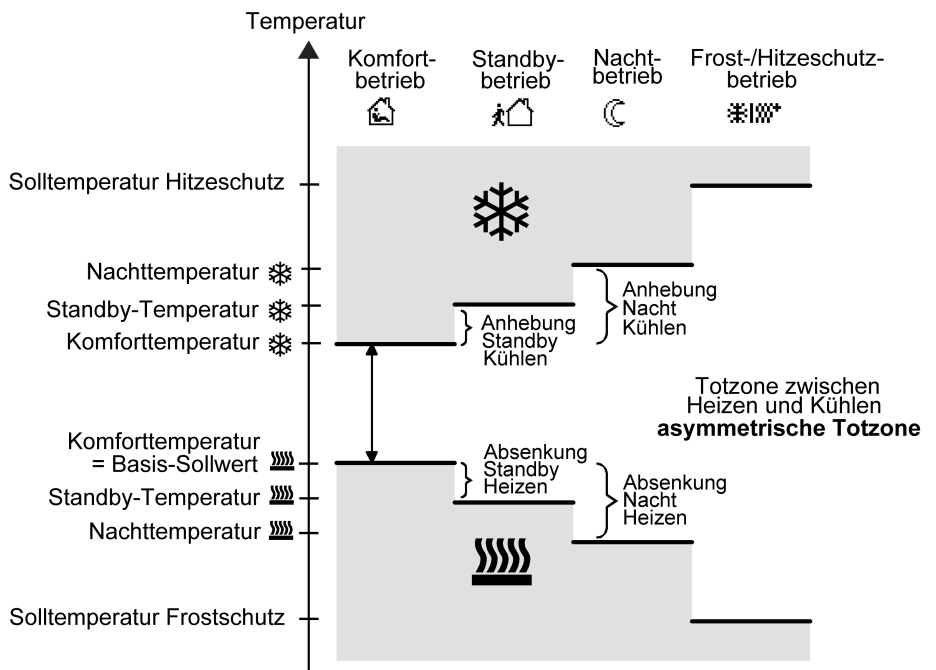 Temperatur
Komfort-
betrieb
Standby-
betrieb
Nacht-
betrieb
Frost-/Hitzeschutz-
betrieb
Solltemperatur Hitzeschutz
Nachttemperatur
Standby-Temperatur
Komforttemperatur
Anhebung
Standby
Kühlen
Anhebung
Nacht
Kühlen
Totzone zwischen
Heizen und Kühlen
asymmetrische Totzone
Komforttemperatur
= Basis-Sollwert
Standby-Temperatur
Nachttemperatur
Absenkung
Standby
Heizen
Absenkung
Nacht
Heizen
Solltemperatur Frostschutz